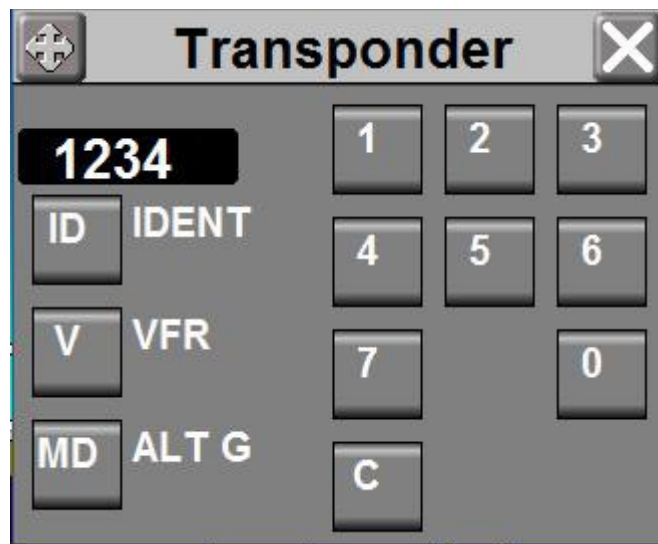 Transponder
1234
1 2 3
ID IDENT
4 5 6
V VFR
7 0
MD ALT G
C